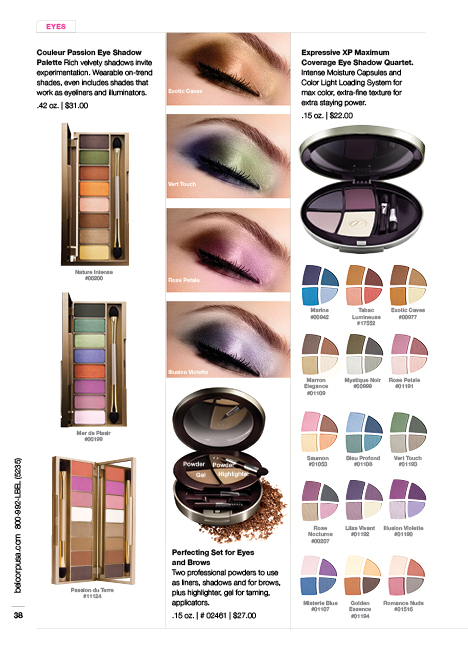 EYES
Couleur Passion Eye Shadow
Palette Rich velvety shadows invite
experimentation. Wearable on-trend
shades, even includes shades that
work as eyeliners and illuminators.
.42 oz. | $31.00
Nature Intense
#06200
Mer de Plaisir
#06199
Passion du Terre
#11124
Exotic Caves
Vert Touch
Rose Petale
Illusion Violette
Powder
Powder
Gel
Highlighter
Perfecting Set for Eyes
and Brows
Two professional powders to use
as liners, shadows and for brows,
plus highlighter, gel for taming,
applicators.
.15 oz. | # 02461 | $27.00
Expressive XP Maximum
Coverage Eye Shadow Quartet.
Intense Moisture Capsules and
Color Light Loading System for
max color, extra-fine texture for
extra staying power.
.15 oz. | $22.00
Marine
#00942
Tabac
Lumineuse
#17552
Exotic Caves
#00977
Marron
Elegance
#01109
Mystique Noir
#00999
Rose Petale
#01191
Saumon
#01053
Bleu Profond
#01108
Vert Touch
#01193
Rose
Nocturne
#00207
Lilas Vivant
#01192
Illusion Violette
#01190
Misterie Blue
#01107
Golden
Essence
#01194
Romance Nude
#01516
belcorpusa.com 800-992-LBEL (5235)
38